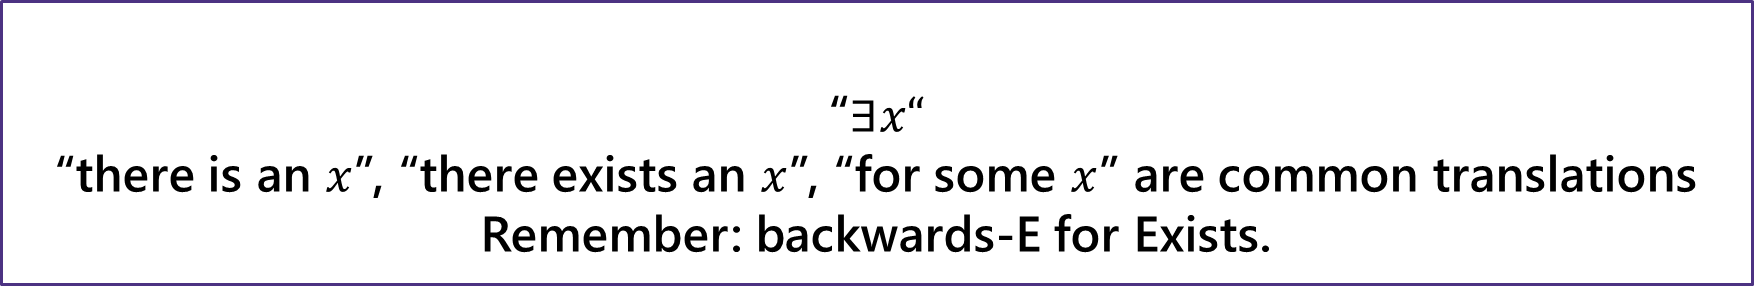 “∃𝑥“
“there is an 𝑥”, “there exists an 𝑥”, “for some 𝑥” are common translations
Remember: backwards-E for Exists.